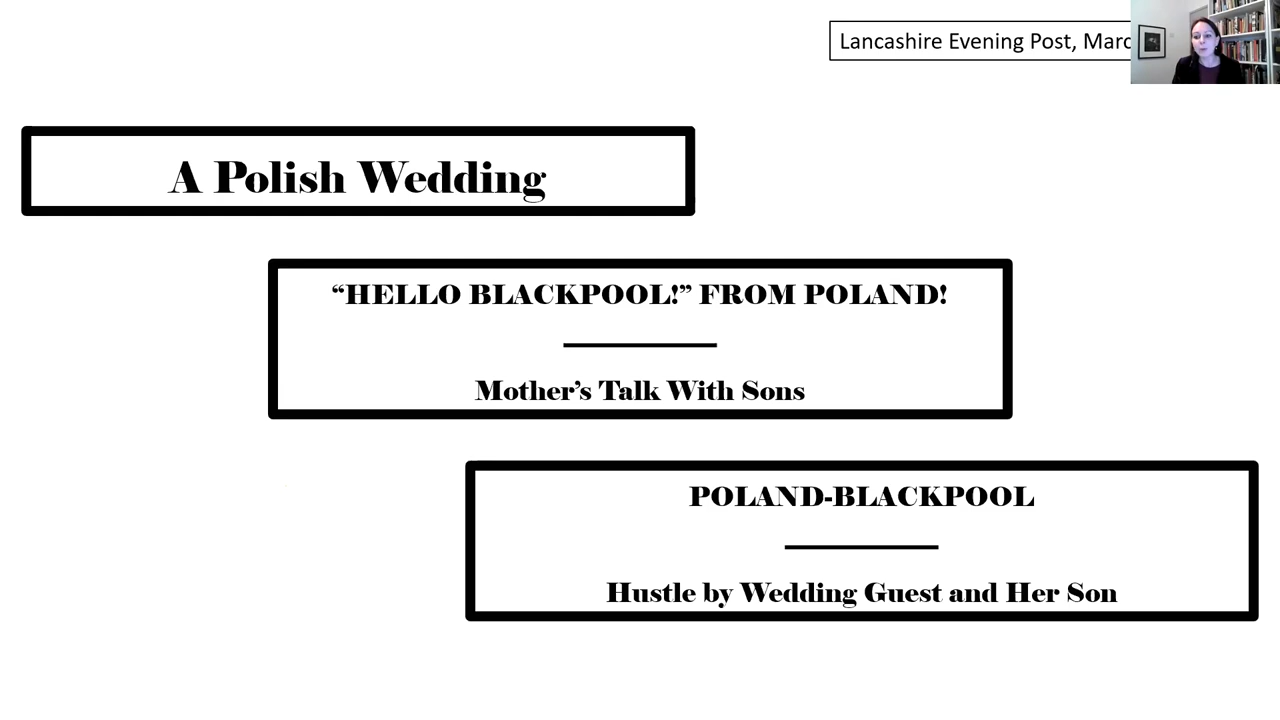 Lancashire Evening Post,
A Polish Wedding
“HELLO BLACKPOOL!” FROM POLAND!
Mother’s Talk With Sons
POLAND-BLACKPOOL
Hustle by Wedding Guest and Her Son